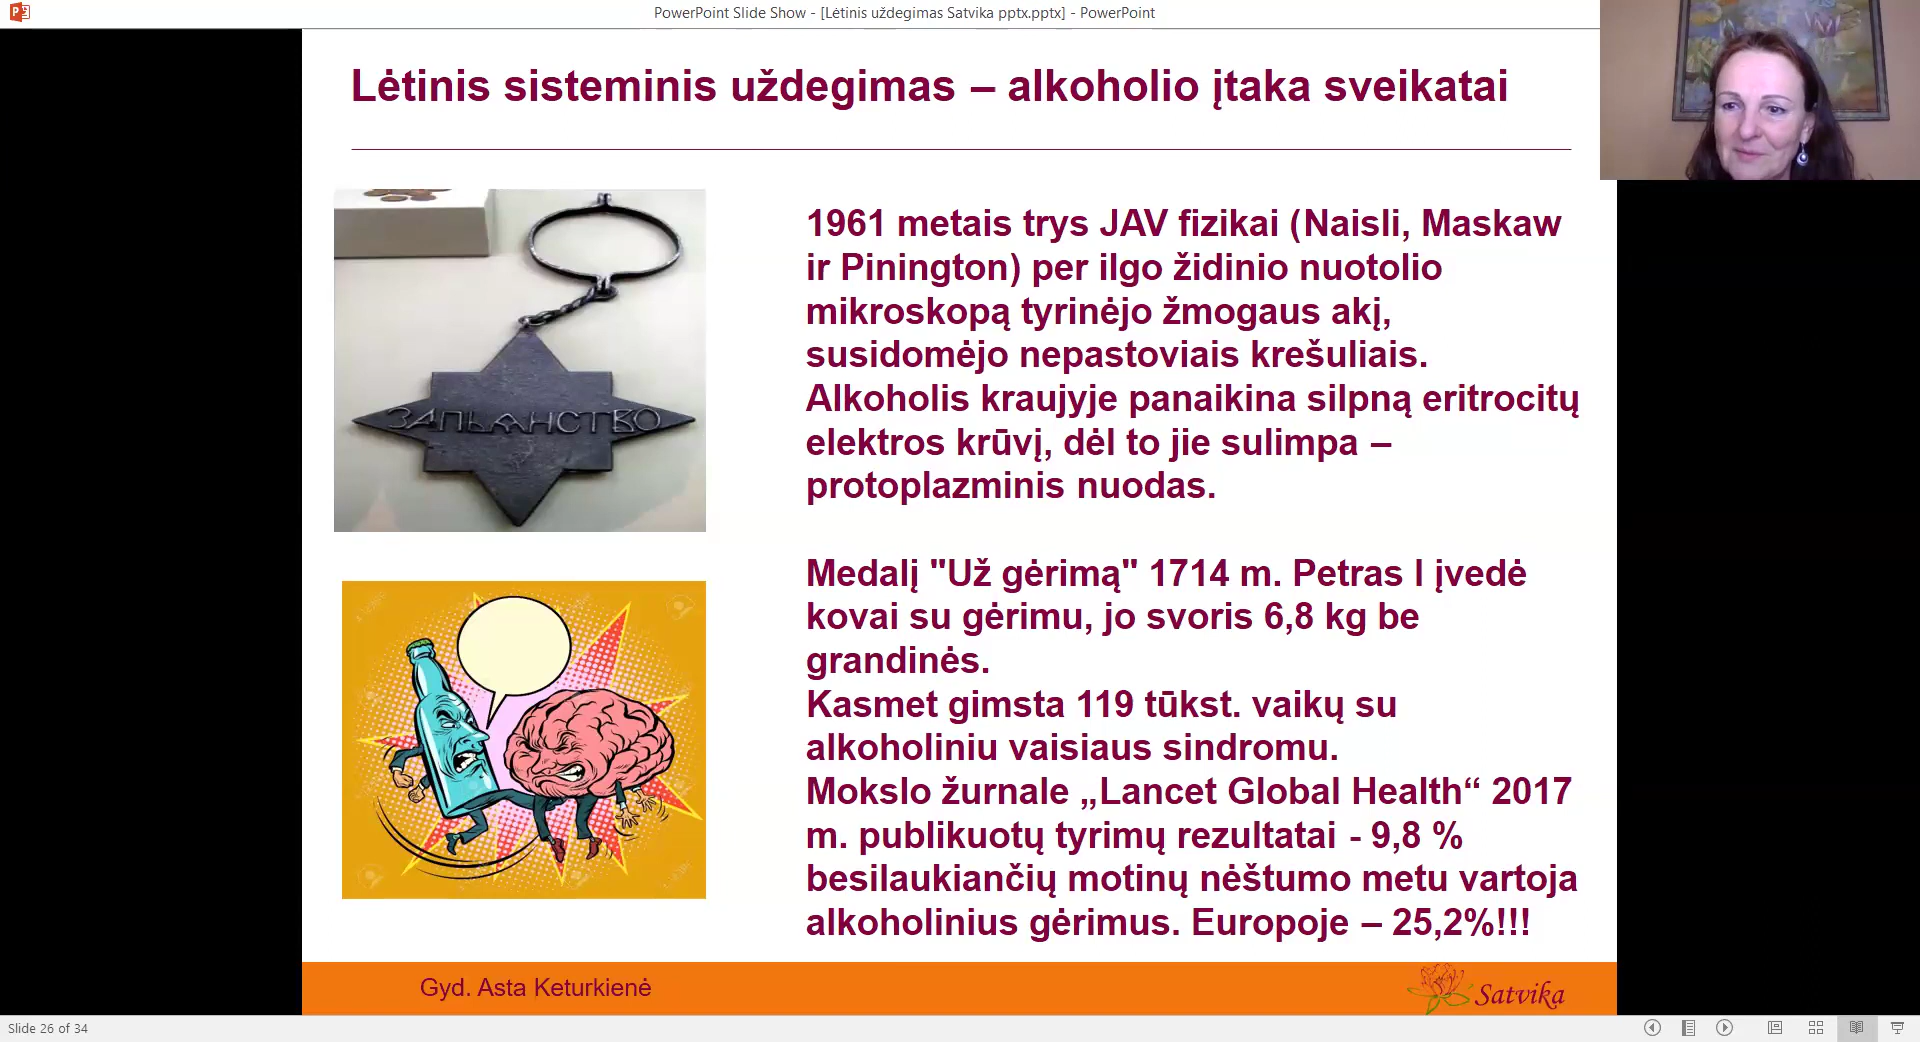 PowerPoint Slide Show - [Lėtinis uždegimas Satvika pptx.pptx] - PowerPoint
Lėtinis sisteminis uždegimas – alkoholio įtaka sveikatai
ЗАПЬѦНСТВО
1961 metais trys JAV fizikai (Naisli, Maskaw
ir Pinington) per ilgo židinio nuotolio
mikroskopą tyrinėjo žmogaus akį,
susidomėjo nepastoviais krešuliais.
Alkoholis kraujyje panaikina silpną eritrocitų
elektros krūvį, dėl to jie sulimpa –
protoplazminis nuodas.
Medalį "Už gėrimą" 1714 m. Petras I įvedė
kovai su gėrimu, jo svoris 6,8 kg be
grandinės.
Kasmet gimsta 119 tūkst. vaikų su
alkoholiniu vaisiaus sindromu.
Mokslo žurnale „Lancet Global Health“ 2017
m. publikuotų tyrimų rezultatai - 9,8 %
besilaukiančių motinų nėštumo metu vartoja
alkoholinius gėrimus. Europoje – 25,2%!!!
Gyd. Asta Keturkienė
Satvika
Slide 26 of 34